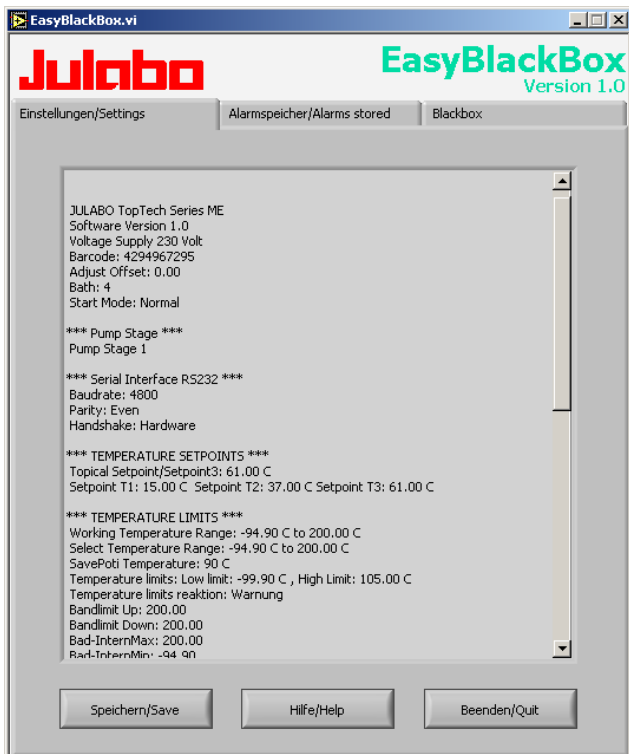 EasyBlackBox.vi
Julabo
EasyBlackBox
Version 1.0
Einstellungen/Settings
Alarmspeicher/Alarms stored
Blackbox
JULABO TopTech Series ME
Software Version 1.0
Voltage Supply 230 Volt
Barcode: 4294967295
Adjust Offset: 0.00
Bath: 4
Start Mode: Normal
*** Pump Stage ***
Pump Stage 1
*** Serial Interface RS232 ***
Baudrate: 4800
Parity: Even
Handshake: Hardware
*** TEMPERATURE SETPOINTS ***
Topical Setpoint/Setpoint3: 61.00 C
Setpoint T1: 15.00 C Setpoint T2: 37.00 C Setpoint T3: 61.00 C
*** TEMPERATURE LIMITS ***
Working Temperature Range: -94.90 C to 200.00 C
Select Temperature Range: -94.90 C to 200.00 C
SavePoti Temperature: 90 C
Temperature limits: Low limit: -99.90 C , High Limit: 105.00 C
Temperature limits reaktion: Warnung
Bandlimit Up: 200.00
Bandlimit Down: 200.00
Bad-InternMax: 200.00
Bad-InternMin: -94.90
Speichern/Save
Hilfe/Help
Beenden/Quit